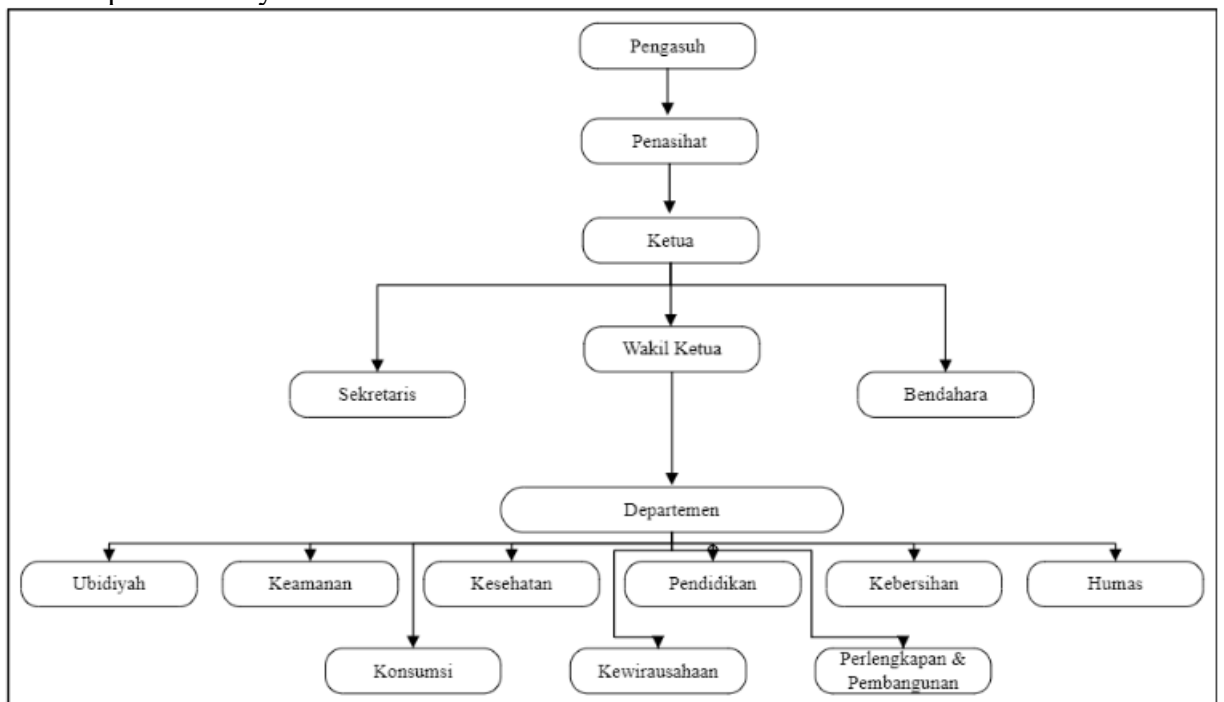 Pengasuh
Penasihat
Ketua
Wakil Ketua
Sekretaris
Bendahara
Departemen
Ubidiyah
Keamanan
Kesehatan
Pendidikan
Kebersihan
Humas
Konsumsi
Kewirausahaan
Perlengkapan &
Pembangunan